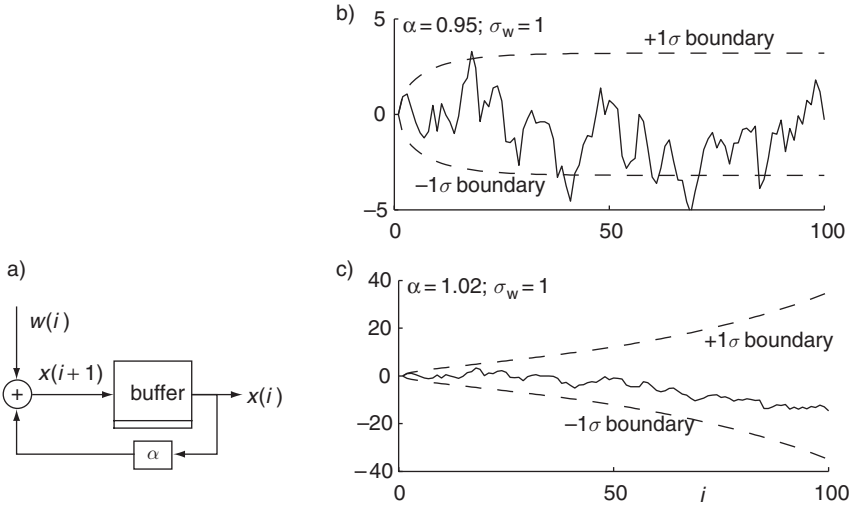 a)
w(i)
x(i+1)
+
buffer
x(i)
α
b)
α = 0.95; σw = 1
+1σ boundary
−1σ boundary
5
0
−5
0
50
100
c)
α = 1.02; σw = 1
+1σ boundary
−1σ boundary
40
20
0
−20
−40
0
50
i
100